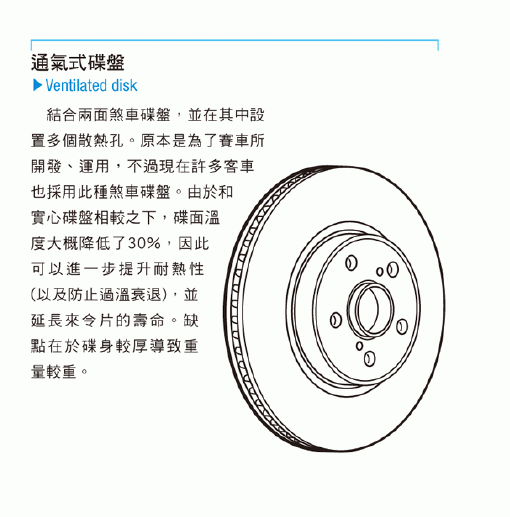 通氣式碟盤
▶Ventilated disk
結合兩面煞車碟盤，並在其中設
置多個散熱孔。原本是為了賽車所
開發、運用，不過現在許多客車
也採用此種煞車碟盤。由於和
實心碟盤相較之下，碟面溫
度大概降低了30%，因此
可以進一步提升耐熱性
(以及防止過溫衰退)，並
延長來令片的壽命。缺
點在於碟身較厚導致重
量較重。